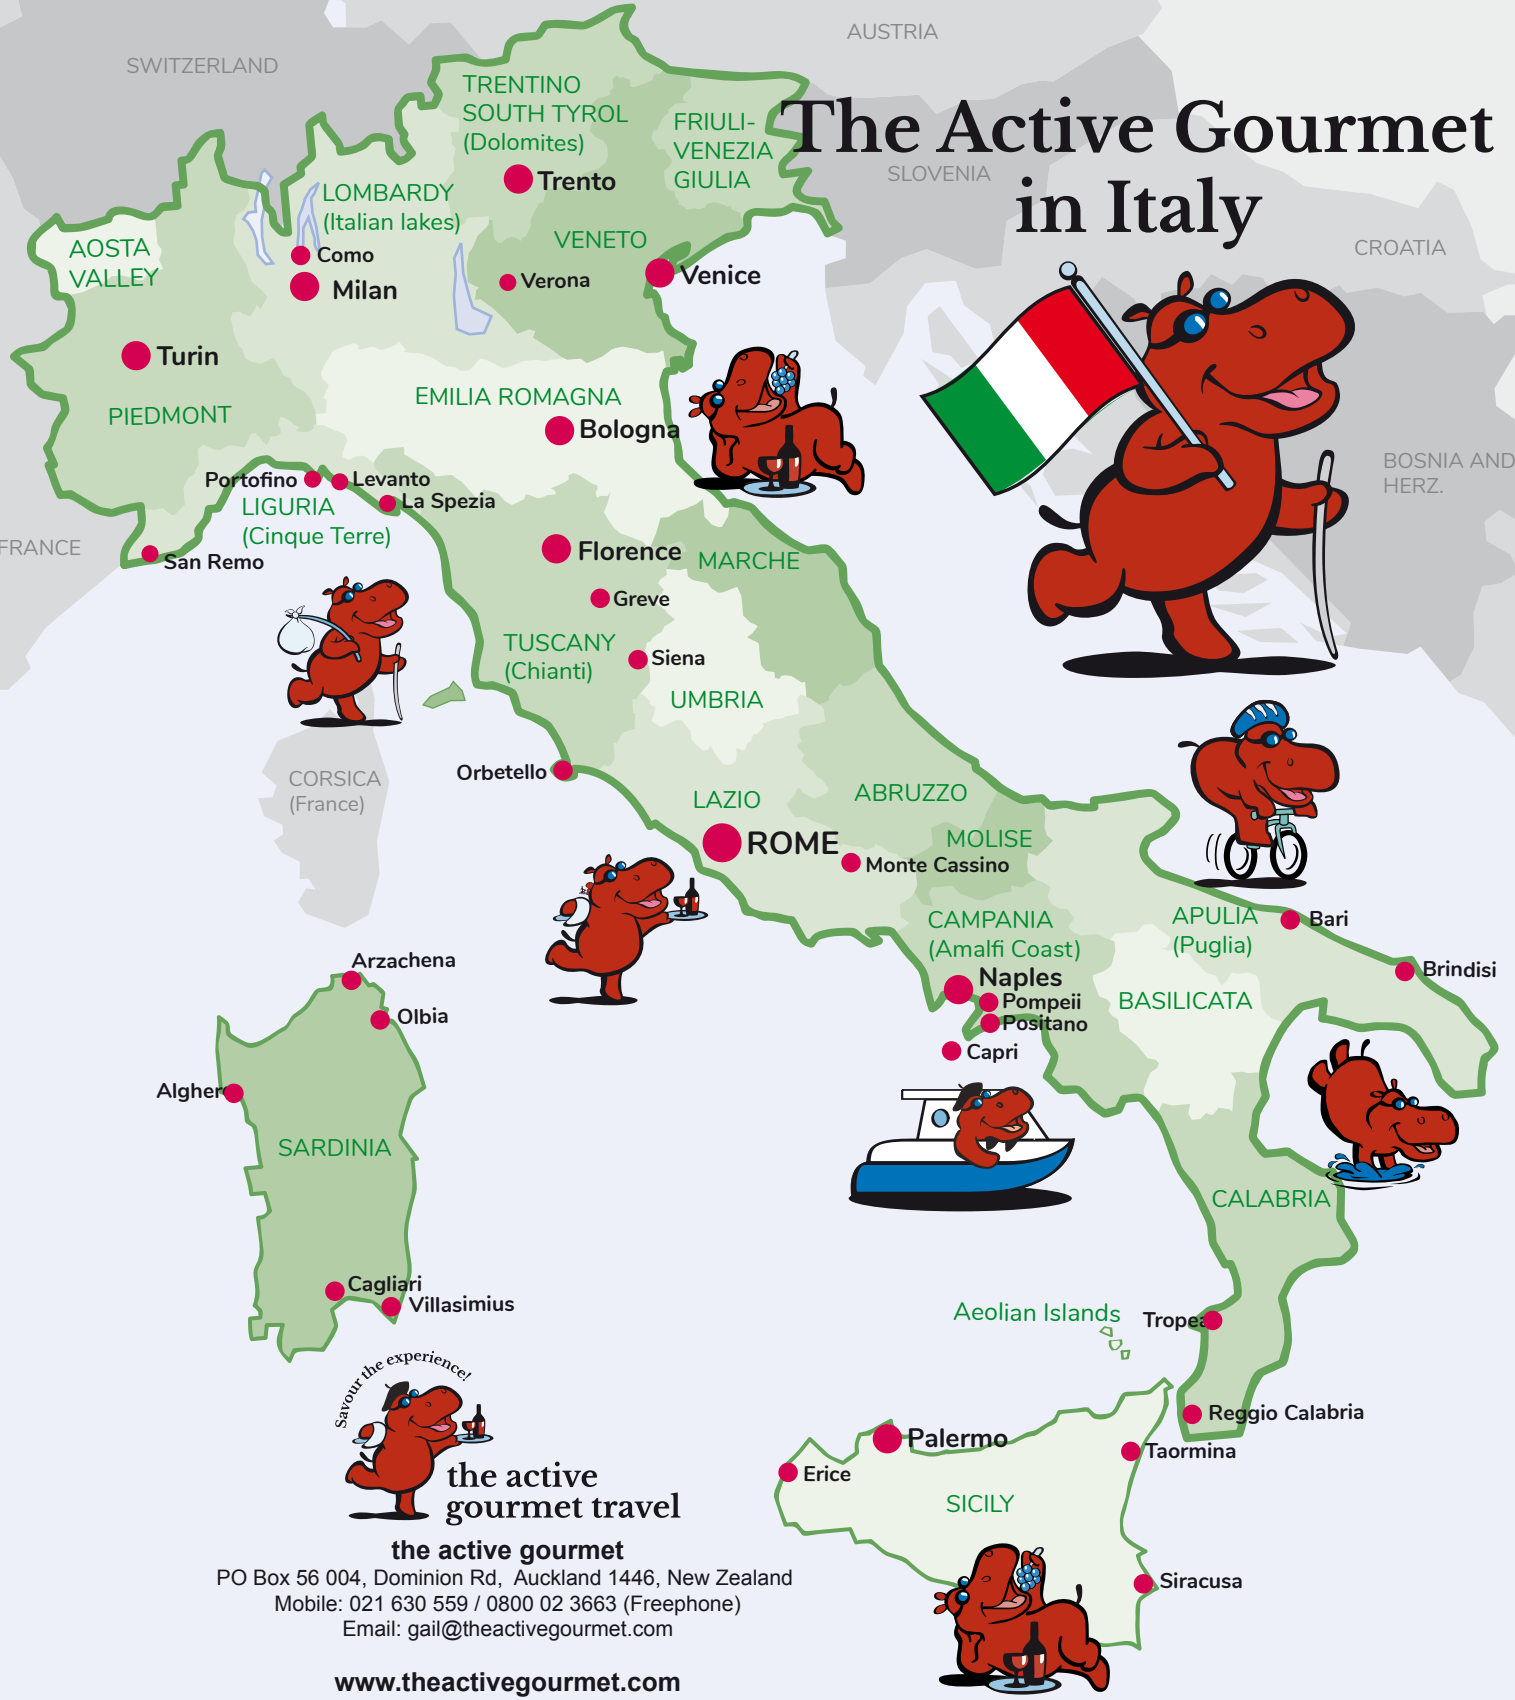 AUSTRIA
SWITZERLAND
The Active Gourmet
in Italy
SLOVENIA
CROATIA
BOSNIA AND
HERZ.
TRENTINO
SOUTH TYROL
(Dolomites)
FRIULI-
VENEZIA
GIULIA
Trento
LOMBARDY
(Italian lakes)
AOSTA
VALLEY
VENETO
Como
Milan
Verona
Venice
Turin
PIEDMONT
EMILIA ROMAGNA
Bologna
Portofino
Levanto
La Spezia
LIGURIA
(Cinque Terre)
FRANCE
San Remo
Florence
MARCHE
Greve
TUSCANY
(Chianti)
Siena
UMBRIA
CORSICA
(France)
Orbetello
LAZIO
ABRUZZO
ROME
MOLISE
Monte Cassino
CAMPANIA
(Amalfi Coast)
APULIA
(Puglia)
Bari
Brindisi
Naples
Pompeii
Positano
Capri
BASILICATA
Arzachena
Olbia
Alghero
SARDINIA
Cagliari
Villasimius
CALABRIA
Aeolian Islands
Tropea
Reggio Calabria
Palermo
Taormina
Erice
SICILY
Siracusa
Savour the experience!
the active
gourmet travel
the active gourmet
PO Box 56 004, Dominion Rd, Auckland 1446, New Zealand
Mobile: 021 630 559 / 0800 02 3663 (Freephone)
Email: gail@theactivegourmet.com
www.theactivegourmet.com